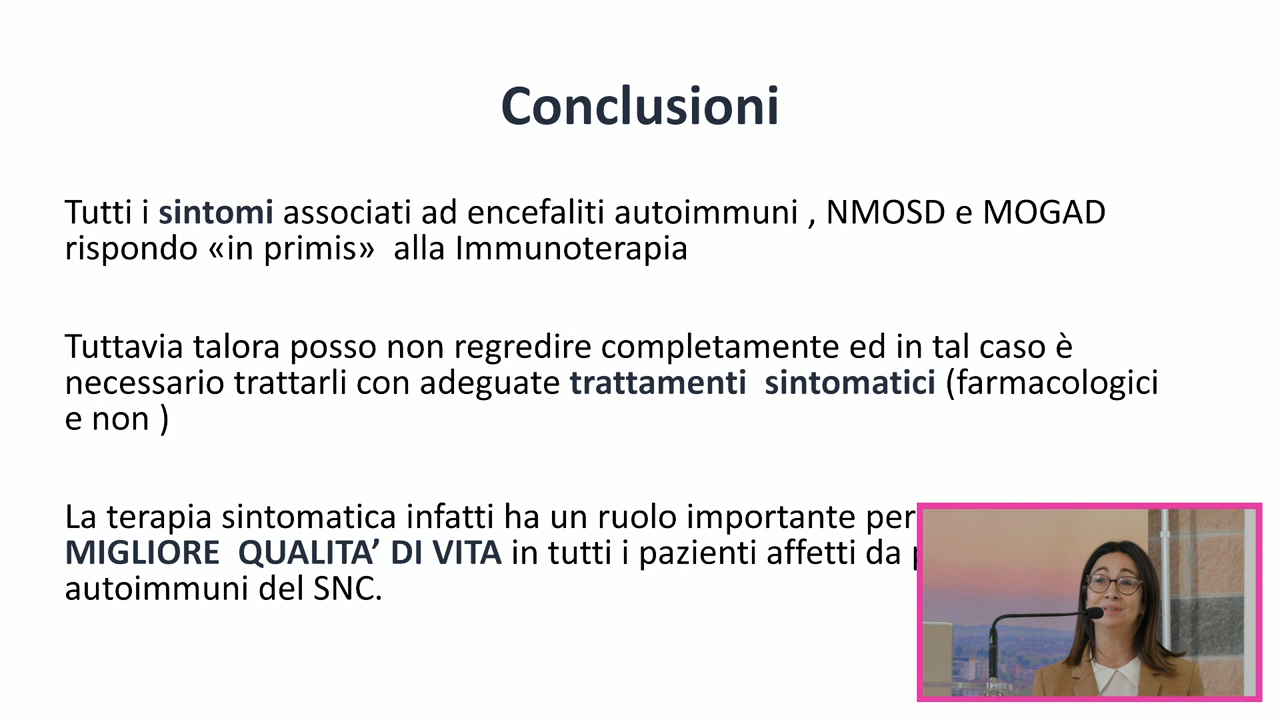 Conclusioni
Tutti i sintomi associati ad encefaliti autoimmuni , NMOSD e MOGAD
rispondo «in primis»  alla Immunoterapia
Tuttavia talora posso non regredire completamente ed in tal caso è
necessario trattarli con adeguate trattamenti  sintomatici (farmacologici
e non )
La terapia sintomatica infatti ha un ruolo importante per
MIGLIORE  QUALITA’ DI VITA in tutti i pazienti affetti da
autoimmuni del SNC.